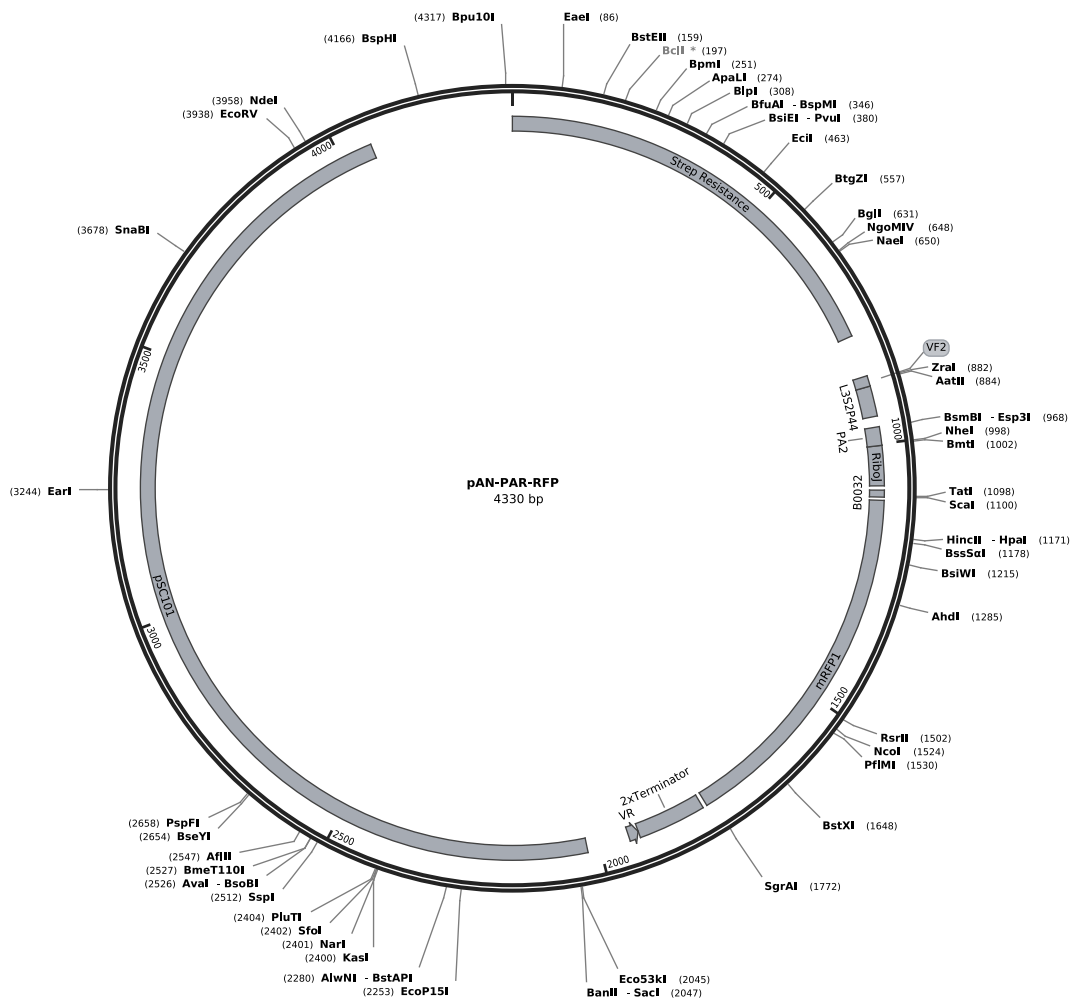 (4317) Bpu10I
EaeI (86)
(4166) BspHI
BstEII (159)
BclI * (197)
BpmI (251)
ApaLI (274)
BlpI (308)
BfuAI - BspMI (346)
BsiEI - PvuI (380)
EciI (463)
BtgZI (557)
BglI (631)
NgoMIV (648)
NaeI (650)
VF2
ZraI (882)
AatII (884)
BsmBI - Esp3I (968)
NheI (998)
BmtI (1002)
TatI (1098)
ScaI (1100)
HincII - HpaI (1171)
BssSαI (1178)
BsiWI (1215)
AhdI (1285)
RsrII (1502)
NcoI (1524)
PflMI (1530)
BstXI (1648)
SgrAI (1772)
Eco53kI (2045)
BanII - SacI (2047)
(2253) EcoP15I
(2280) AlwNI - BstAPI
(2400) KasI
(2401) NarI
(2402) SfoI
(2404) PluTI
(2512) SspI
(2526) AvaI - BsoBI
(2527) BmeT110I
(2547) AflII
(2654) BseYI
(2658) PspFI
(3244) EarI
(3678) SnaBI
(3938) EcoRV
(3958) NdeI
Strep Resistance
L3S2P44
PA2
RiboJ
B0032
mRFP1
2xTerminator
VR
pSC101
500
1000
1500
2000
2500
3000
3500
4000
pAN-PAR-RFP
4330 bp